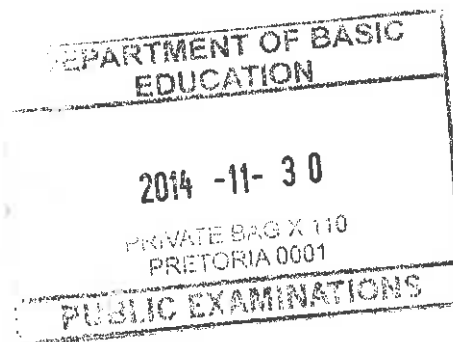 DEPARTMENT OF BASIC
EDUCATION
2014 -11- 30
PRIVATE BAG X 110
PRETORIA 0001
PUBLIC EXAMINATIONS